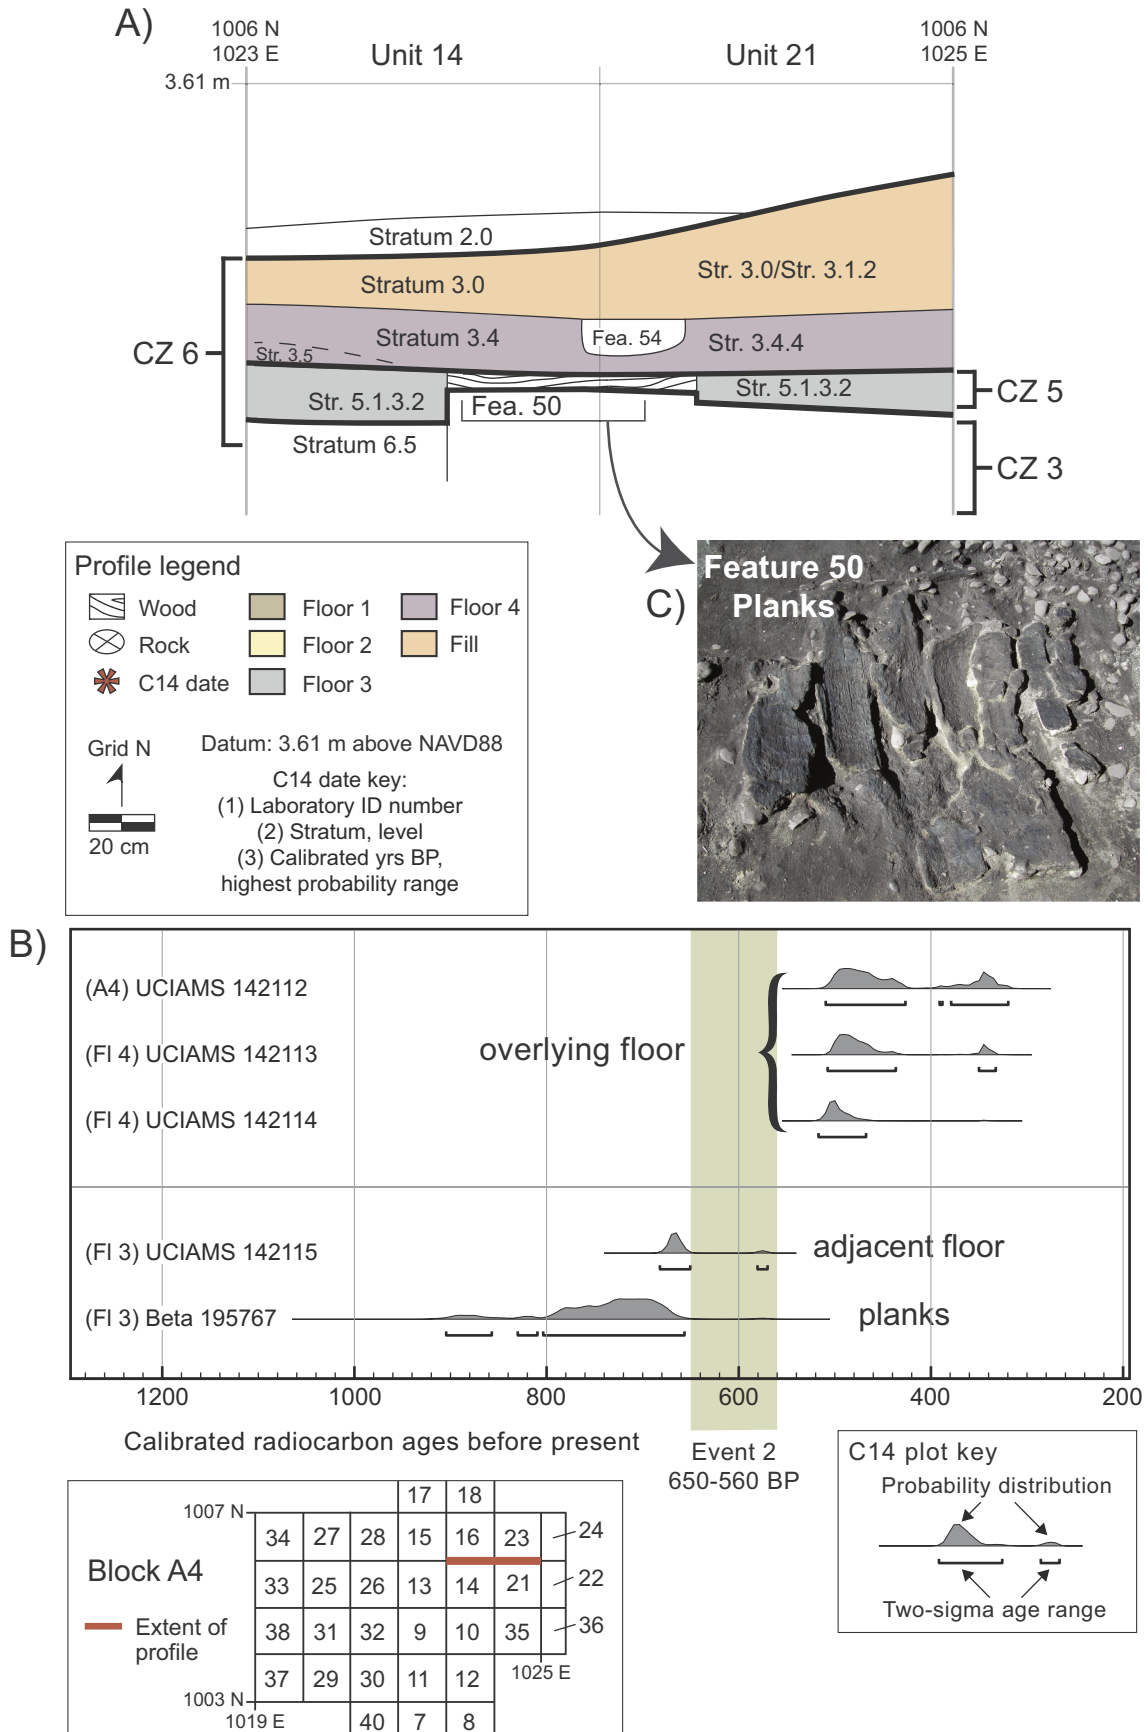 A)
1006 N
1023 E
Unit 14
Unit 21
1006 N
1025 E
3.61 m
Stratum 2.0
Stratum 3.0
Str. 3.0/Str. 3.1.2
CZ 6
Stratum 3.4
Fea. 54
Str. 3.4.4
Str. 3.5
Str. 5.1.3.2
Str. 5.1.3.2
CZ 5
Fea. 50
Stratum 6.5
CZ 3
Profile legend
Wood
Floor 1
Floor 4
Rock
Floor 2
Fill
C14 date
Floor 3
Grid N
20 cm
Datum: 3.61 m above NAVD88
C14 date key:
(1) Laboratory ID number
(2) Stratum, level
(3) Calibrated yrs BP,
highest probability range
C)
Feature 50
Planks
B)
(A4) UCIAMS 142112
(Fl 4) UCIAMS 142113
overlying floor
(Fl 4) UCIAMS 142114
(Fl 3) UCIAMS 142115
adjacent floor
(Fl 3) Beta 195767
planks
1200 1000 800 600 400 200
Calibrated radiocarbon ages before present
Event 2
650-560 BP
C14 plot key
Probability distribution
Two-sigma age range
Block A4
Extent of
profile
17 18
1007 N
34 27 28 15 16 23 24
33 25 26 13 14 21 22
38 31 32 9 10 35 36
1025 E
37 29 30 11 12
1003 N
1019 E
40 7 8